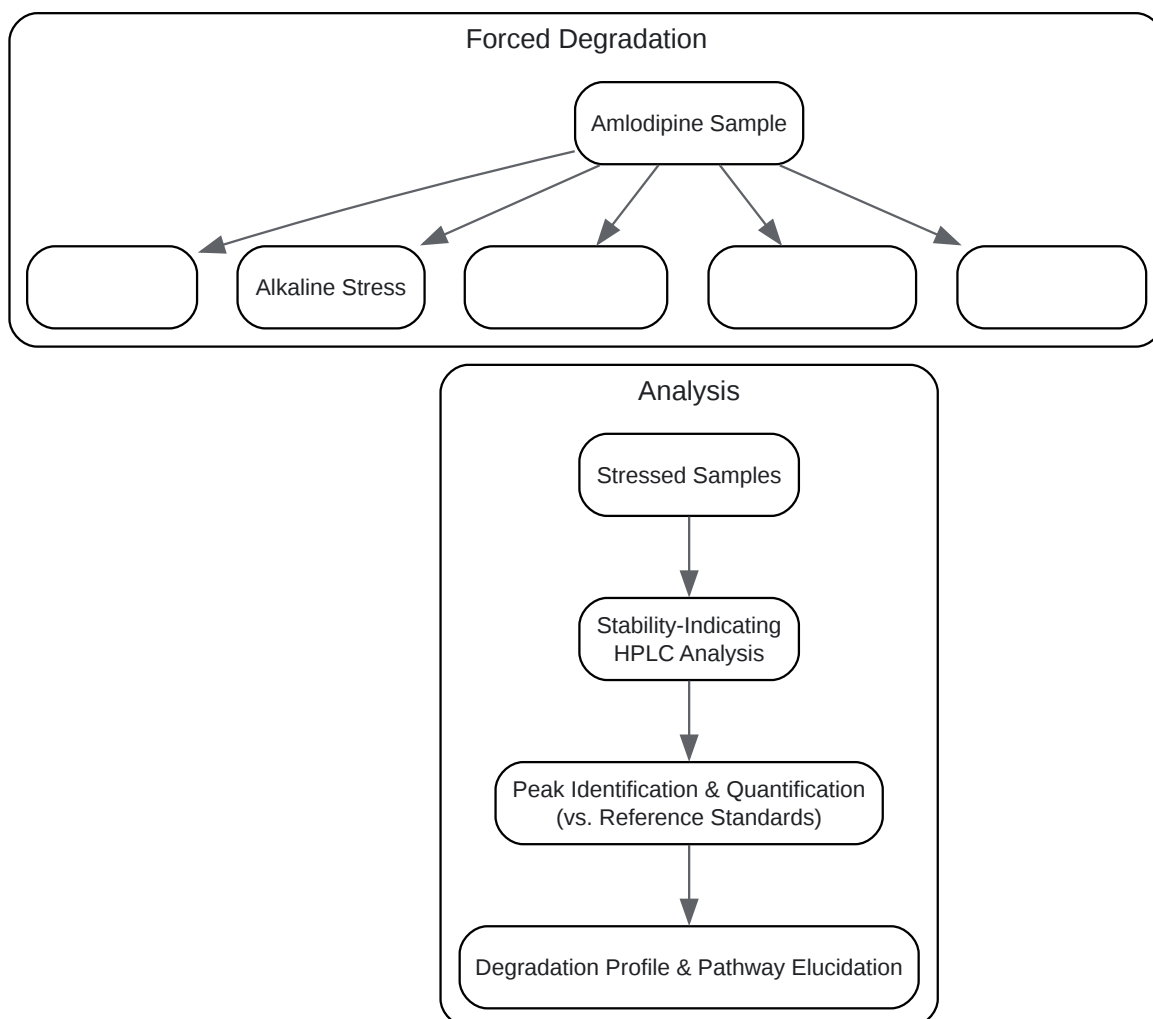 Forced Degradation
Amlodipine Sample
Alkaline Stress
Analysis
Stressed Samples
Stability-Indicating
HPLC Analysis
Peak Identification & Quantification
(vs. Reference Standards)
Degradation Profile & Pathway Elucidation